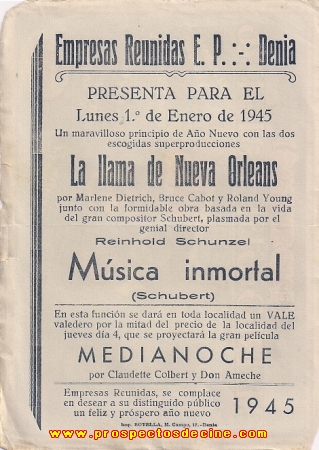 Empresas Reunidas E. P. .·-·. Denia
PRESENTA PARA EL
Lunes 1.º de Enero de 1945
Un maravilloso principio de Año Nuevo con las dos
escogidas superproducciones
La llama de Nueva Orleans
por Marlene Dietrich, Bruce Cabot y Roland Young
junto con la formidable obra basada en la vida
del gran compositor Schubert, plasmada por el
genial director
Reinhold Schunzel
Música inmortal
(Schubert)
En esta función se dará en toda localidad un VALE
valedero por la mitad del precio de la localidad del
jueves día 4, que se proyectará la gran película
MEDIANOCHE
por Claudette Colbert y Don Ameche
Empresas Reunidas, se complace
en desear a su distinguido público
un feliz y próspero año nuevo
1945
Imp. BOTELLA, M. Campo, -Denia
www.prospectosdecine.com